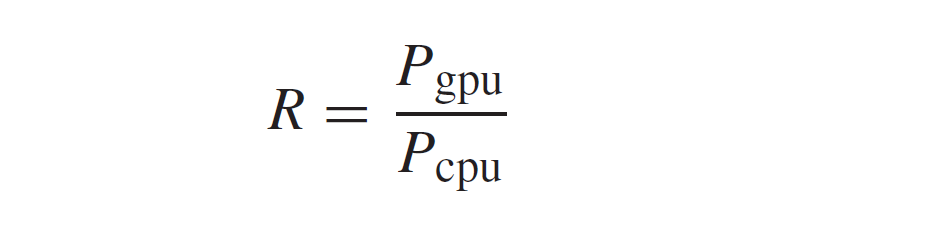 R = P_gpu / P_cpu